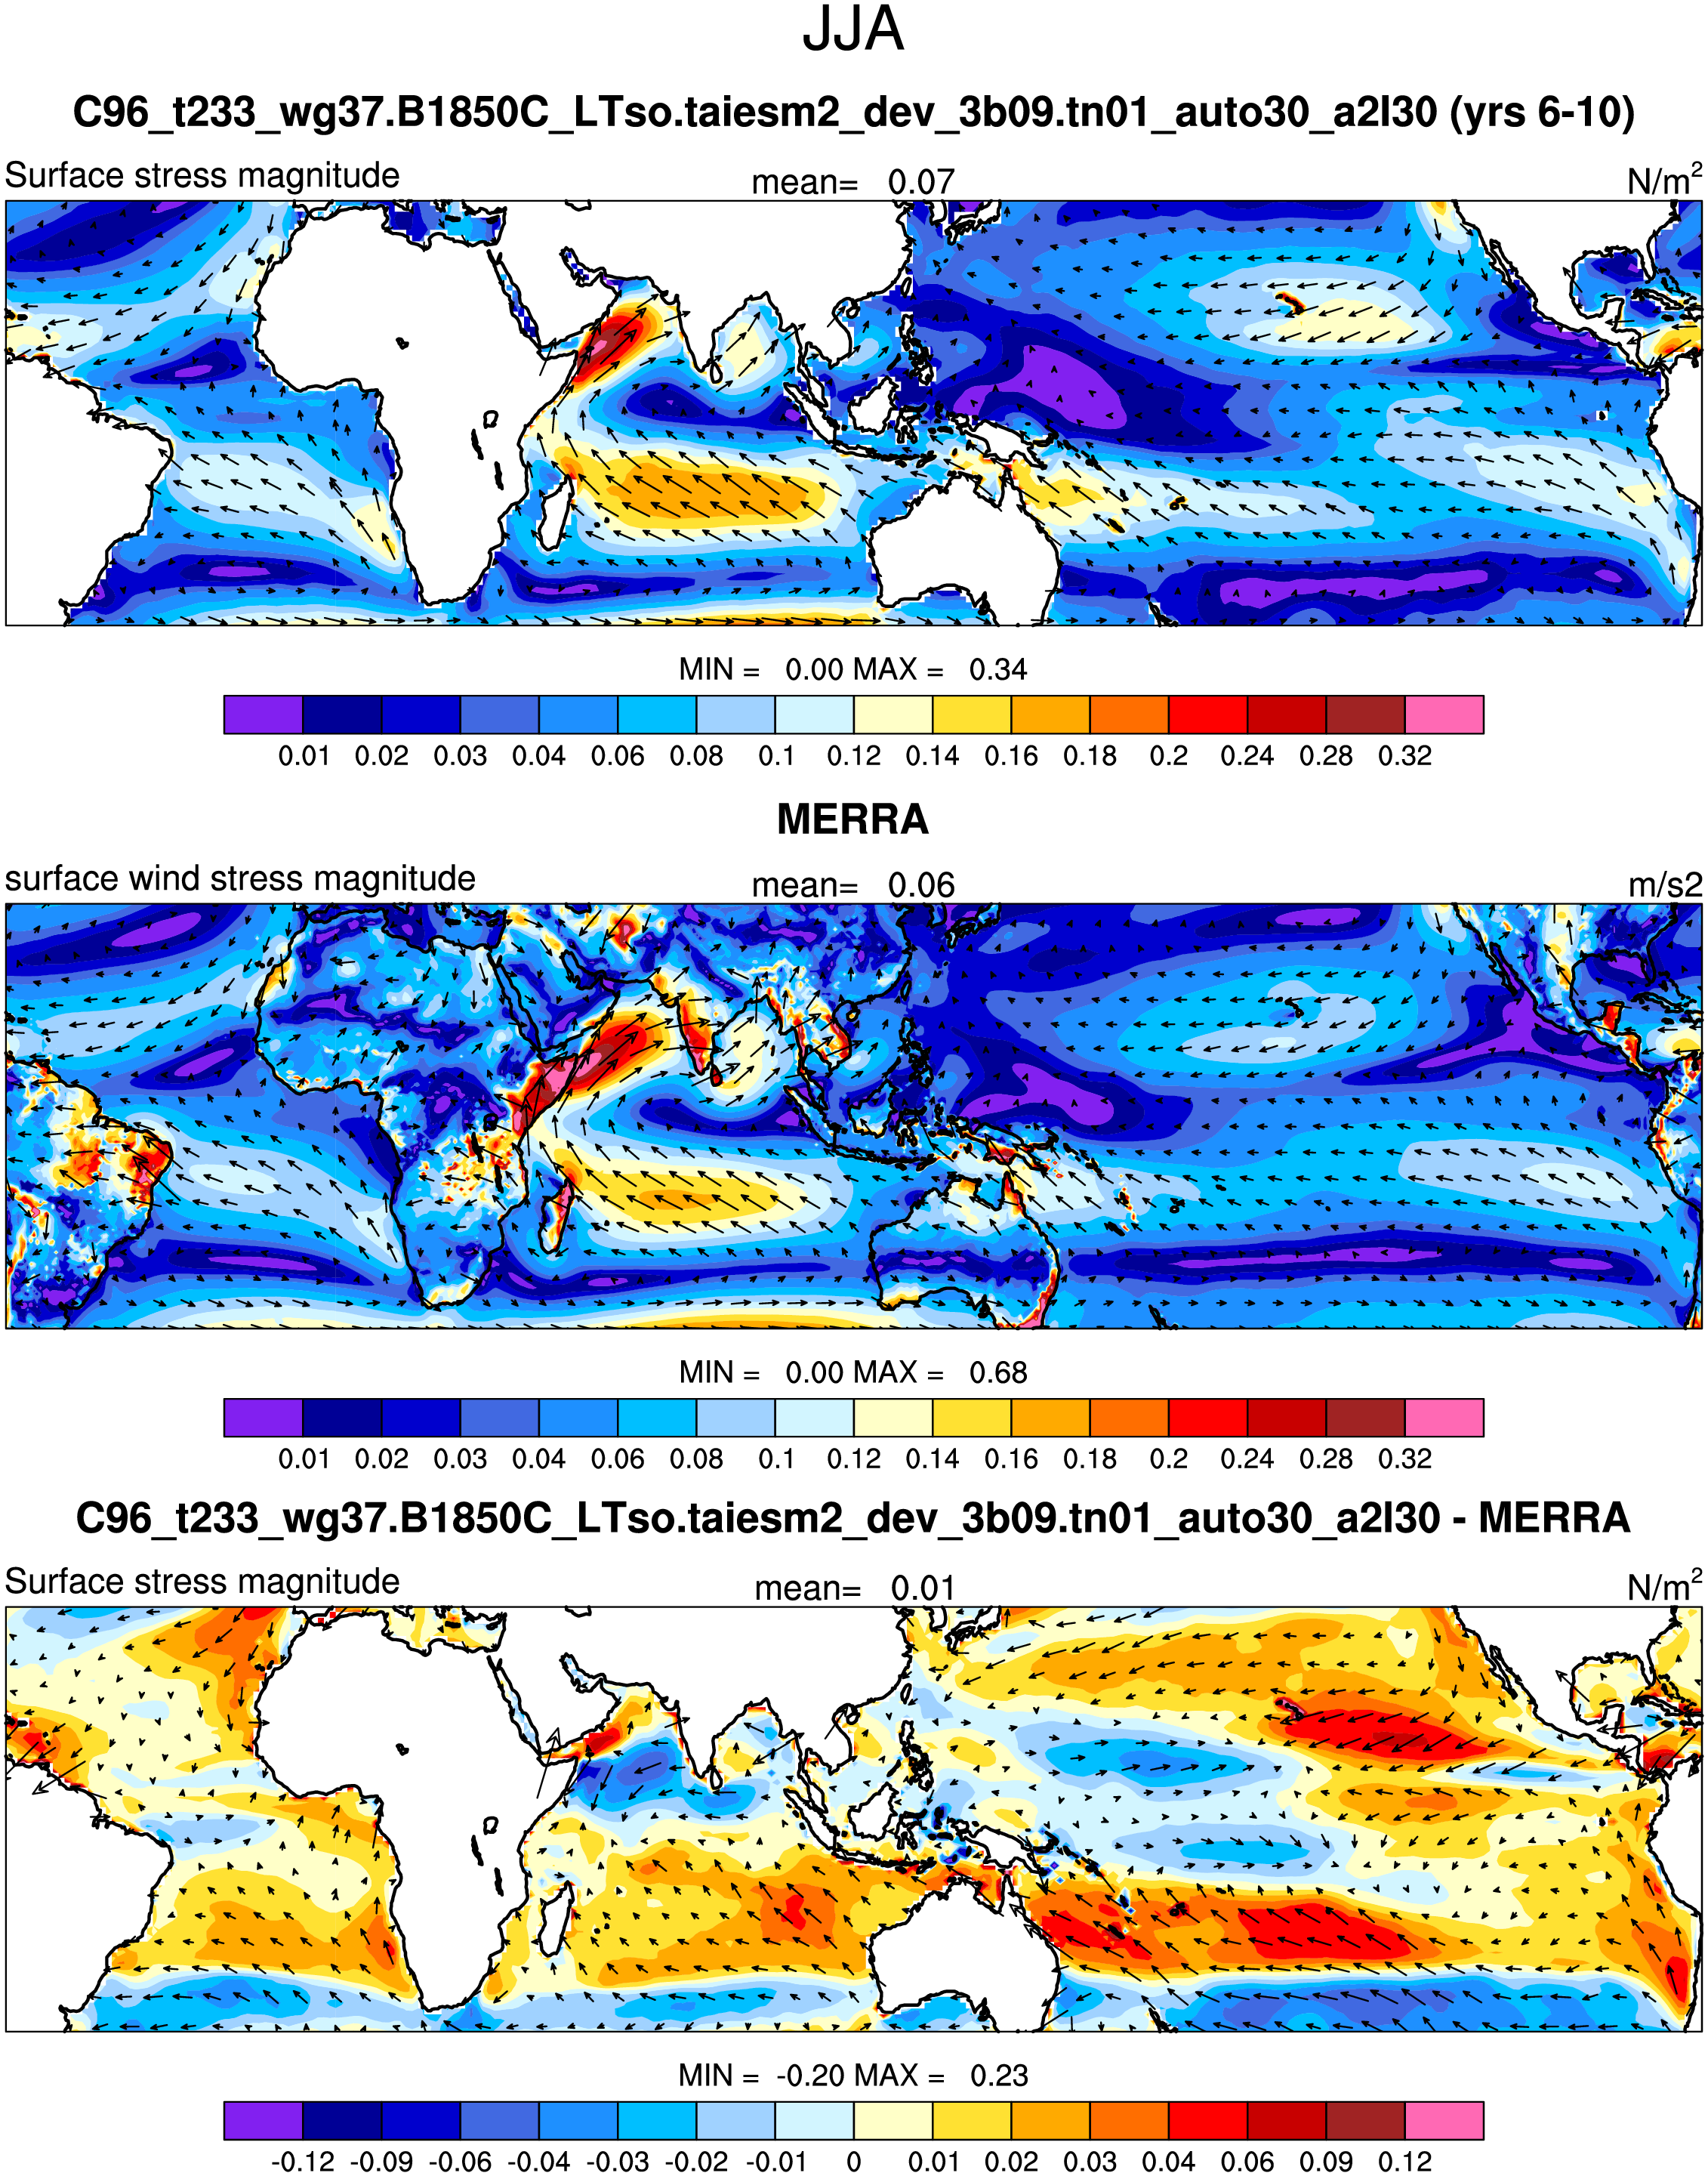 JJA
C96_t233_wg37.B1850C_LTso.taiesm2_dev_3b09.tn01_auto30_a2l30 (yrs 6-10)
Surface stress magnitude mean= 0.07 N/m2
MIN = 0.00 MAX = 0.34
0.01 0.02 0.03 0.04 0.06 0.08 0.1 0.12 0.14 0.16 0.18 0.2 0.24 0.28 0.32
MERRA
surface wind stress magnitude mean= 0.06 m/s2
MIN = 0.00 MAX = 0.68
0.01 0.02 0.03 0.04 0.06 0.08 0.1 0.12 0.14 0.16 0.18 0.2 0.24 0.28 0.32
C96_t233_wg37.B1850C_LTso.taiesm2_dev_3b09.tn01_auto30_a2l30 - MERRA
Surface stress magnitude mean= 0.01 N/m2
MIN = -0.20 MAX = 0.23
-0.12 -0.09 -0.06 -0.04 -0.03 -0.02 -0.01 0 0.01 0.02 0.03 0.04 0.06 0.09 0.12